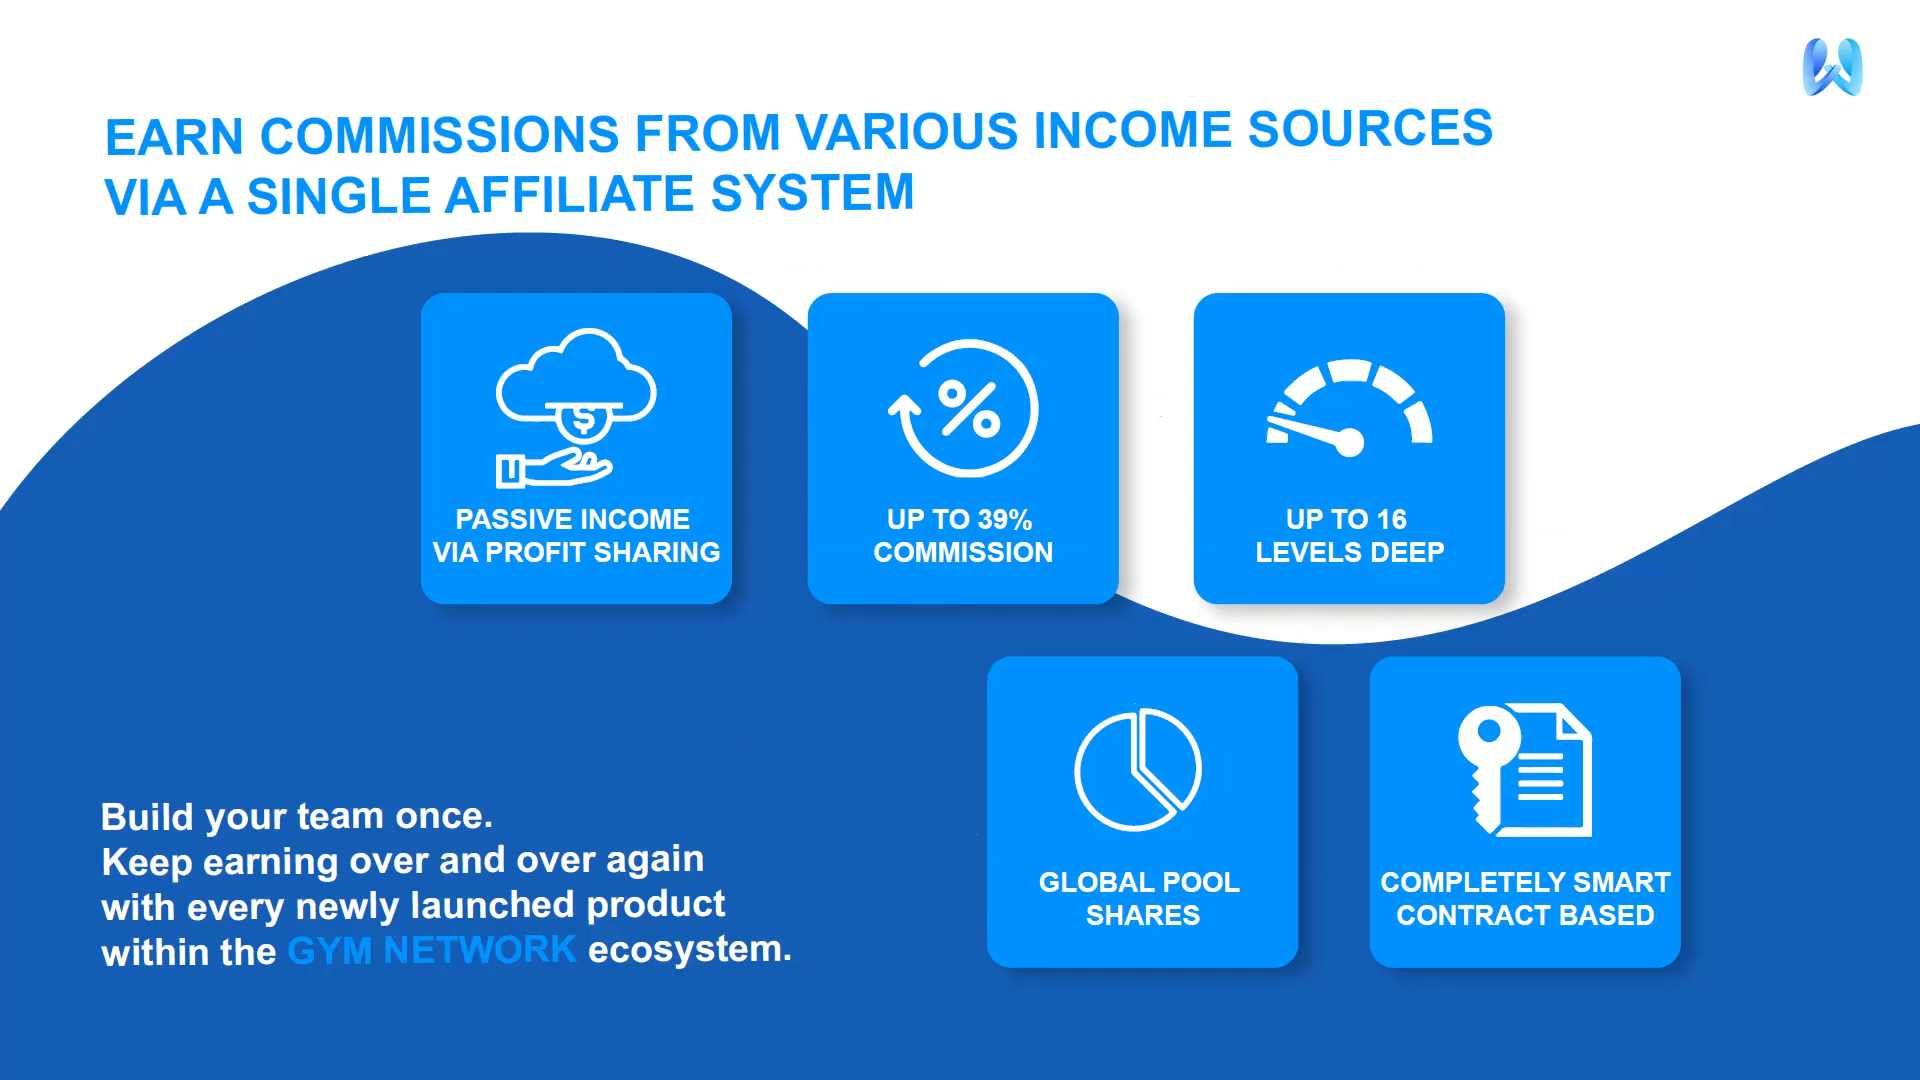 EARN COMMISSIONS FROM VARIOUS INCOME SOURCES
VIA A SINGLE AFFILIATE SYSTEM
PASSIVE INCOME
VIA PROFIT SHARING
UP TO 39%
COMMISSION
UP TO 16
LEVELS DEEP
GLOBAL POOL
SHARES
COMPLETELY SMART
CONTRACT BASED
Build your team once.
Keep earning over and over again
with every newly launched product
within the GYM NETWORK ecosystem.